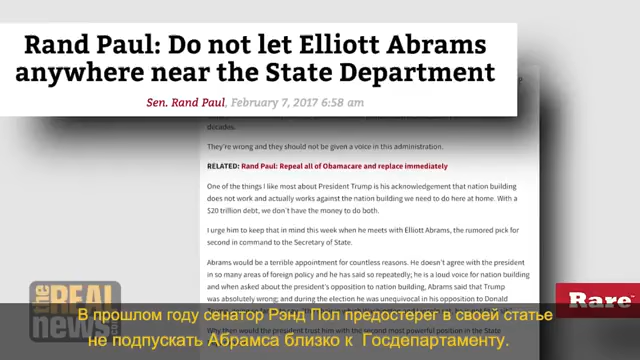 Rand Paul: Do not let Elliott Abrams
anywhere near the State Department
Sen. Rand Paul, February 7, 2017 6:58 am
decades.
They're wrong and they should not be given a voice in this administration.
RELATED: Rand Paul: Repeal all of Obamacare and replace immediately
One of the things I like most about President Trump is his acknowledgement that nation building
does not work and actually works against the nation building we need to do here at home. With a
$20 trillion debt, we don't have the money to do both.
I urge him to keep that in mind this week when he meets with Elliott Abrams, the rumored pick for
second in command to the Secretary of State.
Abrams would be a terrible appointment for countless reasons. He doesn't agree with the president
in so many areas of foreign policy and he has said so repeatedly; he is a loud voice for nation building
and when asked about the president's opposition to nation building, Abrams said that Trump
was absolutely wrong; and during the election he was unequivocal in his opposition to Donald
Why then would the president trust him with the second most powerful position in the State
the REAL
news.com
Rare
В прошлом году сенатор Рэнд Пол предостерег в своей статье
не подпускать Абрамса близко к Госдепартаменту.